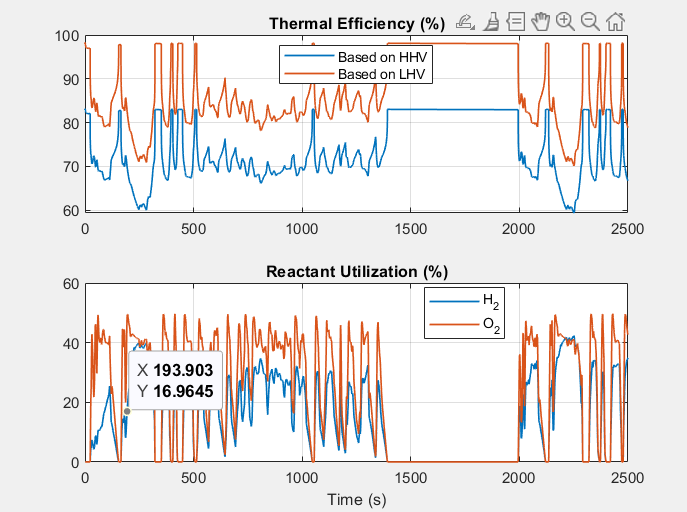 Thermal Efficiency (%)
100
90
80
70
60
Based on HHV
Based on LHV
0
500
1000
1500
2000
2500
Reactant Utilization (%)
60
40
20
0
H2
O2
X 193.903
Y 16.9645
0
500
1000
1500
2000
2500
Time (s)